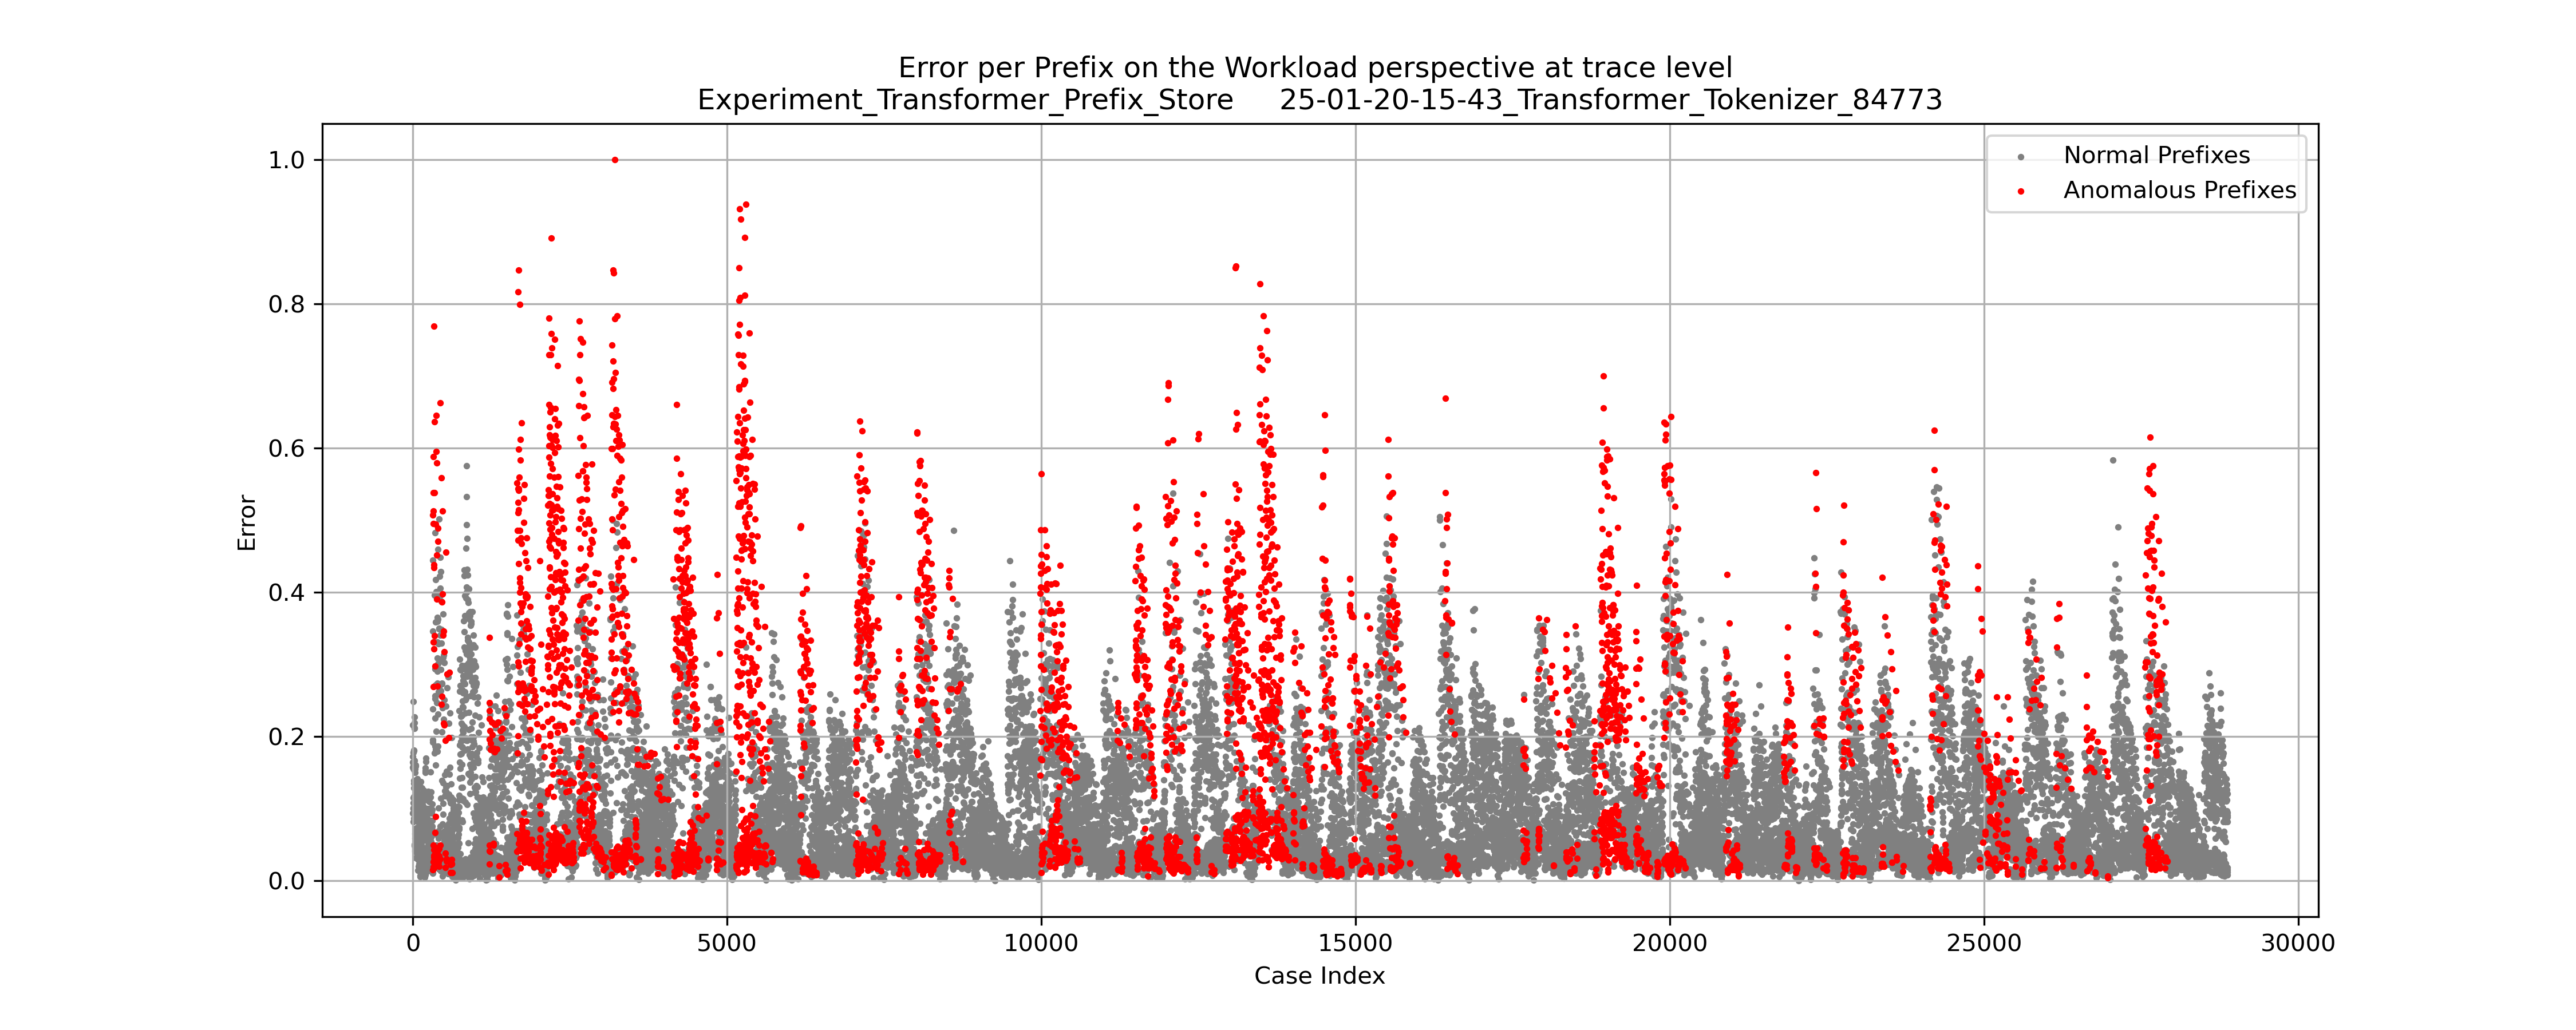 Error per Prefix on the Workload perspective at trace level
Experiment_Transformer_Prefix_Store 25-01-20-15-43_Transformer_Tokenizer_84773
Normal Prefixes
Anomalous Prefixes
1.0
0.8
0.6
0.4
0.2
0.0
Error
0 5000 10000 15000 20000 25000 30000
Case Index